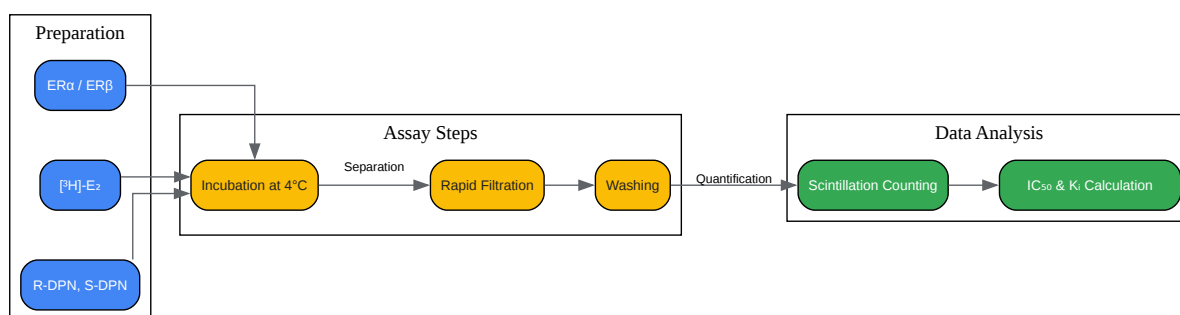 Preparation
ERα / ERβ
[³H]-E₂
R-DPN, S-DPN
Assay Steps
Incubation at 4°C
Separation
Rapid Filtration
Washing
Quantification
Data Analysis
Scintillation Counting
IC₅₀ & Kᵢ Calculation